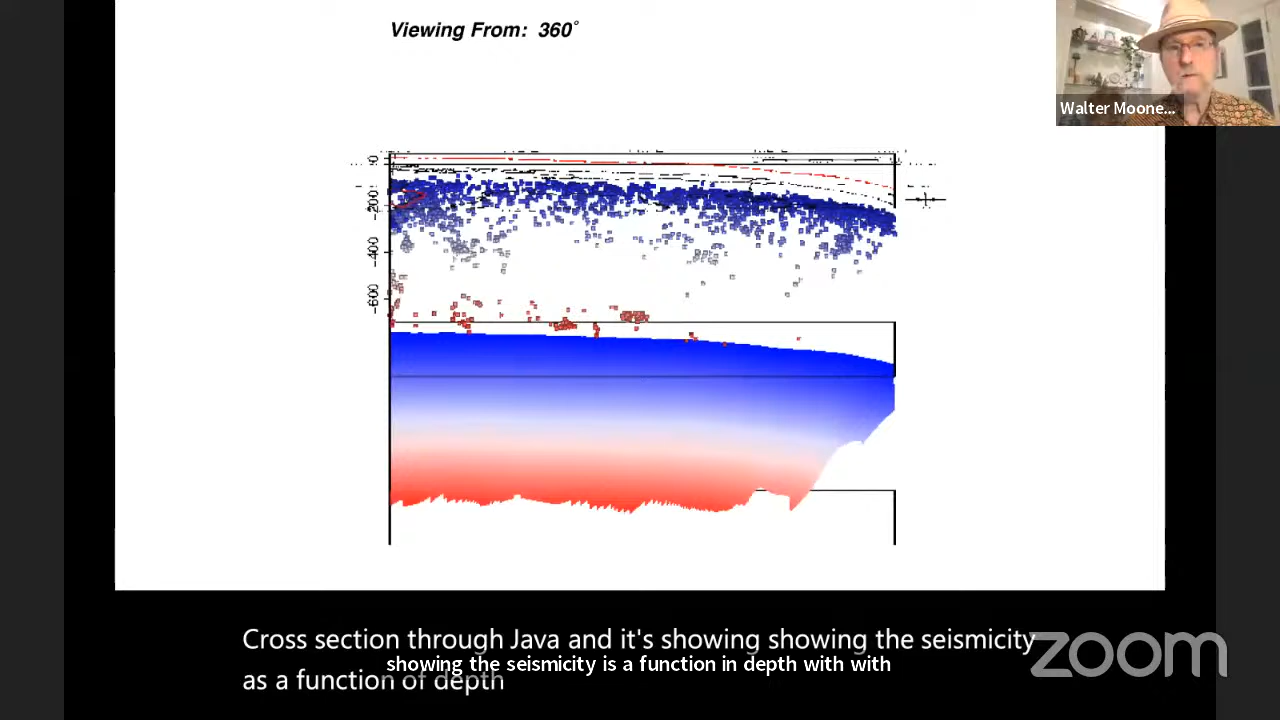 Viewing From: 360°
Walter Moone...
0
-200
-400
-600
Cross section through Java and it's showing showing the seismicity
showing the seismicity is a function in depth with with
as a function of depth
zoom